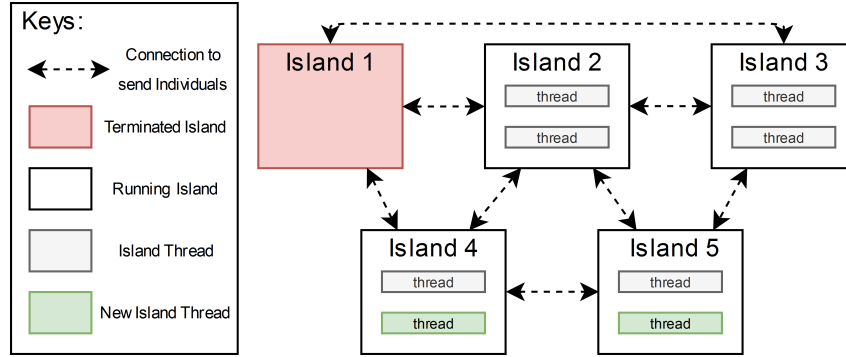 Keys:
Connection to
send Individuals
Terminated Island
Running Island
Island Thread
New Island Thread
Island 1
Island 2
thread
thread
Island 3
thread
thread
Island 4
thread
thread
Island 5
thread
thread